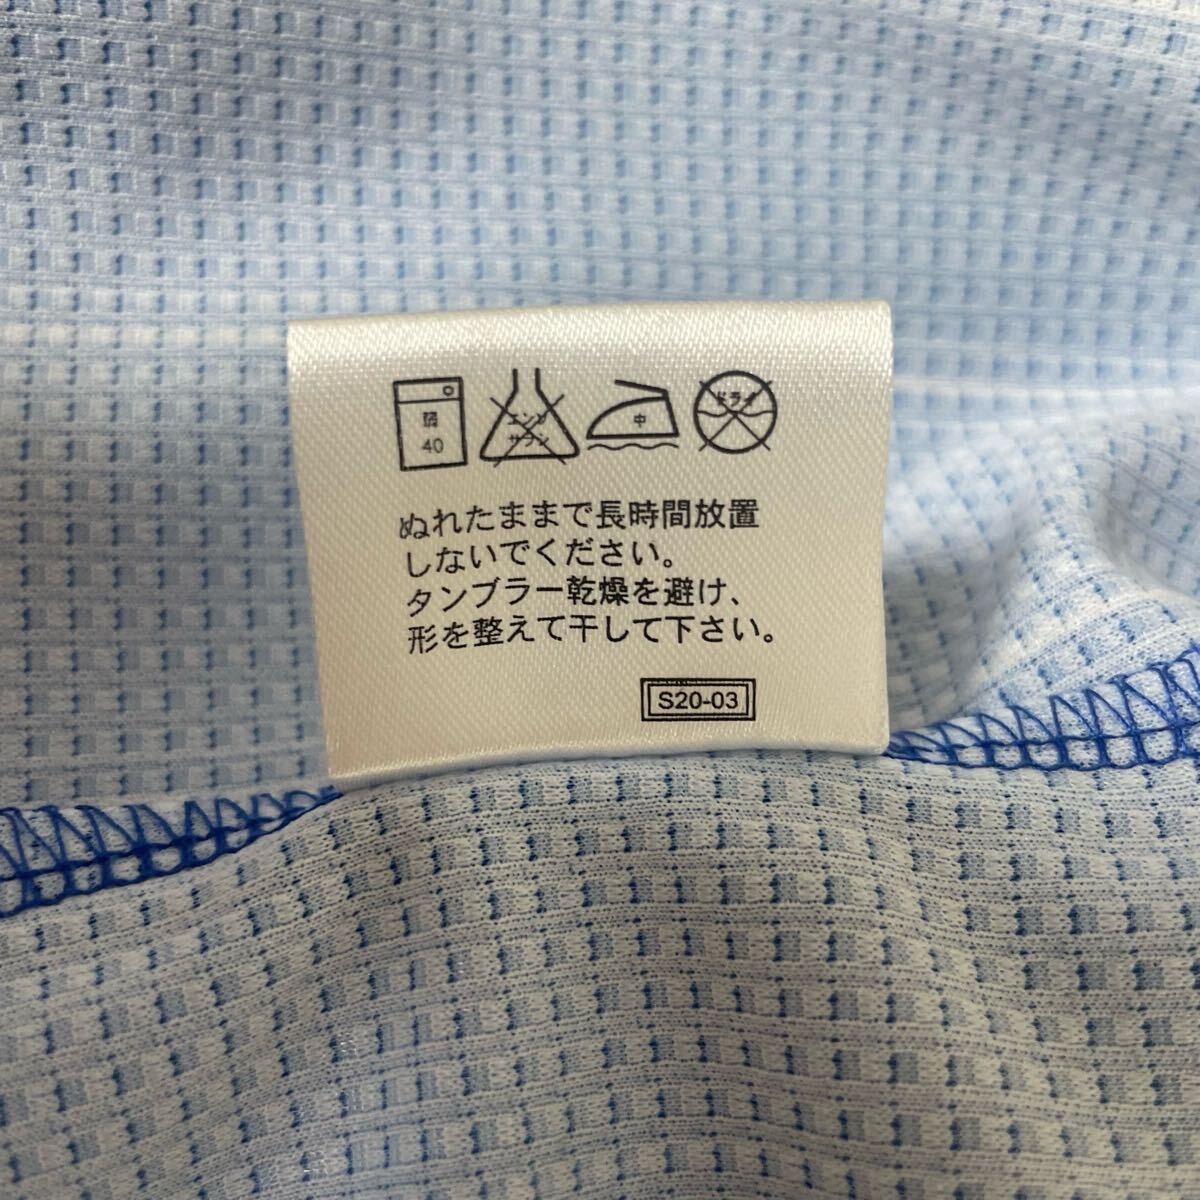 弱
40
エンソ
サラシ
中
ドライ
ぬれたままで長時間放置
しないでください。
タンブラー乾燥を避け、
形を整えて干して下さい。
S20-03